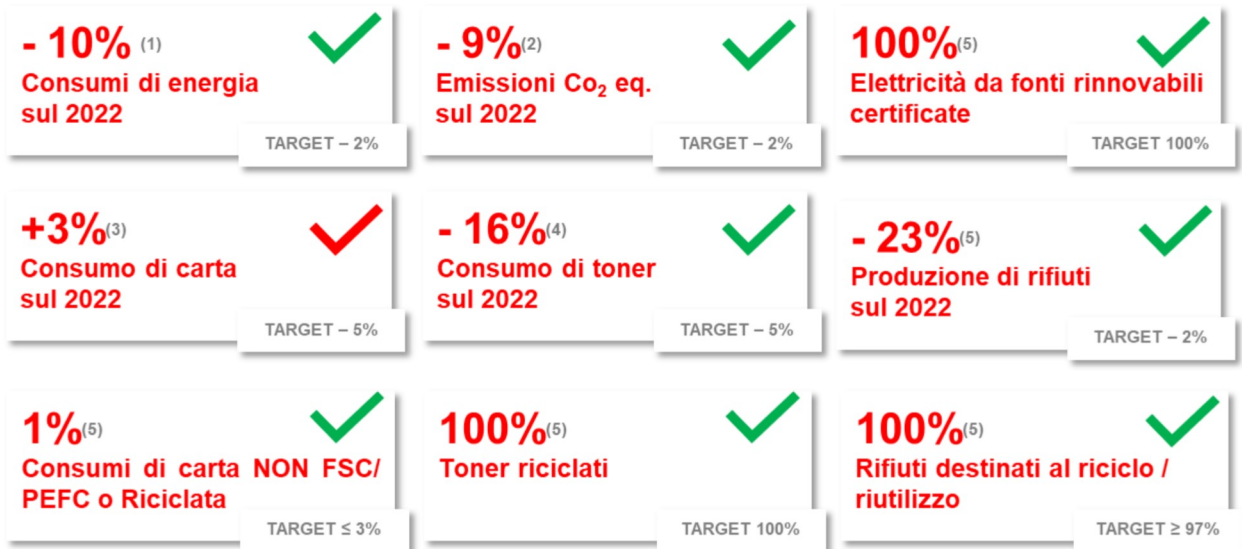 - 10% (1)
Consumi di energia
sul 2022
TARGET – 2%
- 9%(2)
Emissioni Co₂ eq.
sul 2022
TARGET – 2%
100%(5)
Elettricità da fonti rinnovabili
certificate
TARGET 100%
+3%(3)
Consumo di carta
sul 2022
TARGET – 5%
- 16%(4)
Consumo di toner
sul 2022
TARGET – 5%
- 23%(5)
Produzione di rifiuti
sul 2022
TARGET – 2%
1%(5)
Consumi di carta NON FSC/
PEFC o Riciclata
TARGET ≤ 3%
100%(5)
Toner riciclati
TARGET 100%
100%(5)
Rifiuti destinati al riciclo /
riutilizzo
TARGET ≥ 97%